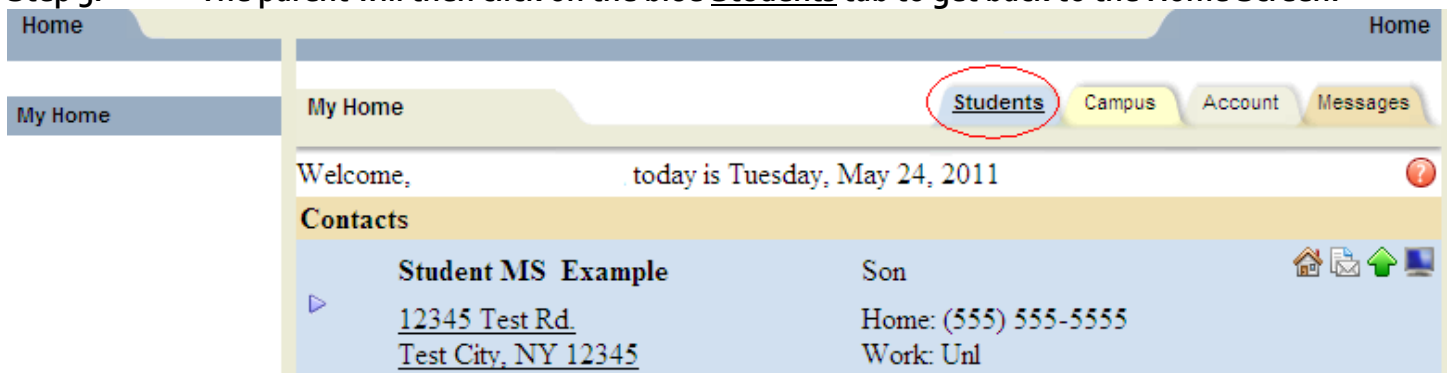 The parent will then click on the blue Students tab to get back to the Home Screen.
Home
Home
My Home
My Home
Students
Campus
Account
Messages
Welcome, , today is Tuesday, May 24, 2011
?
Contacts
Student MS Example
Son
12345 Test Rd.
Home: (555) 555-5555
Test City, NY 12345
Work: Unl